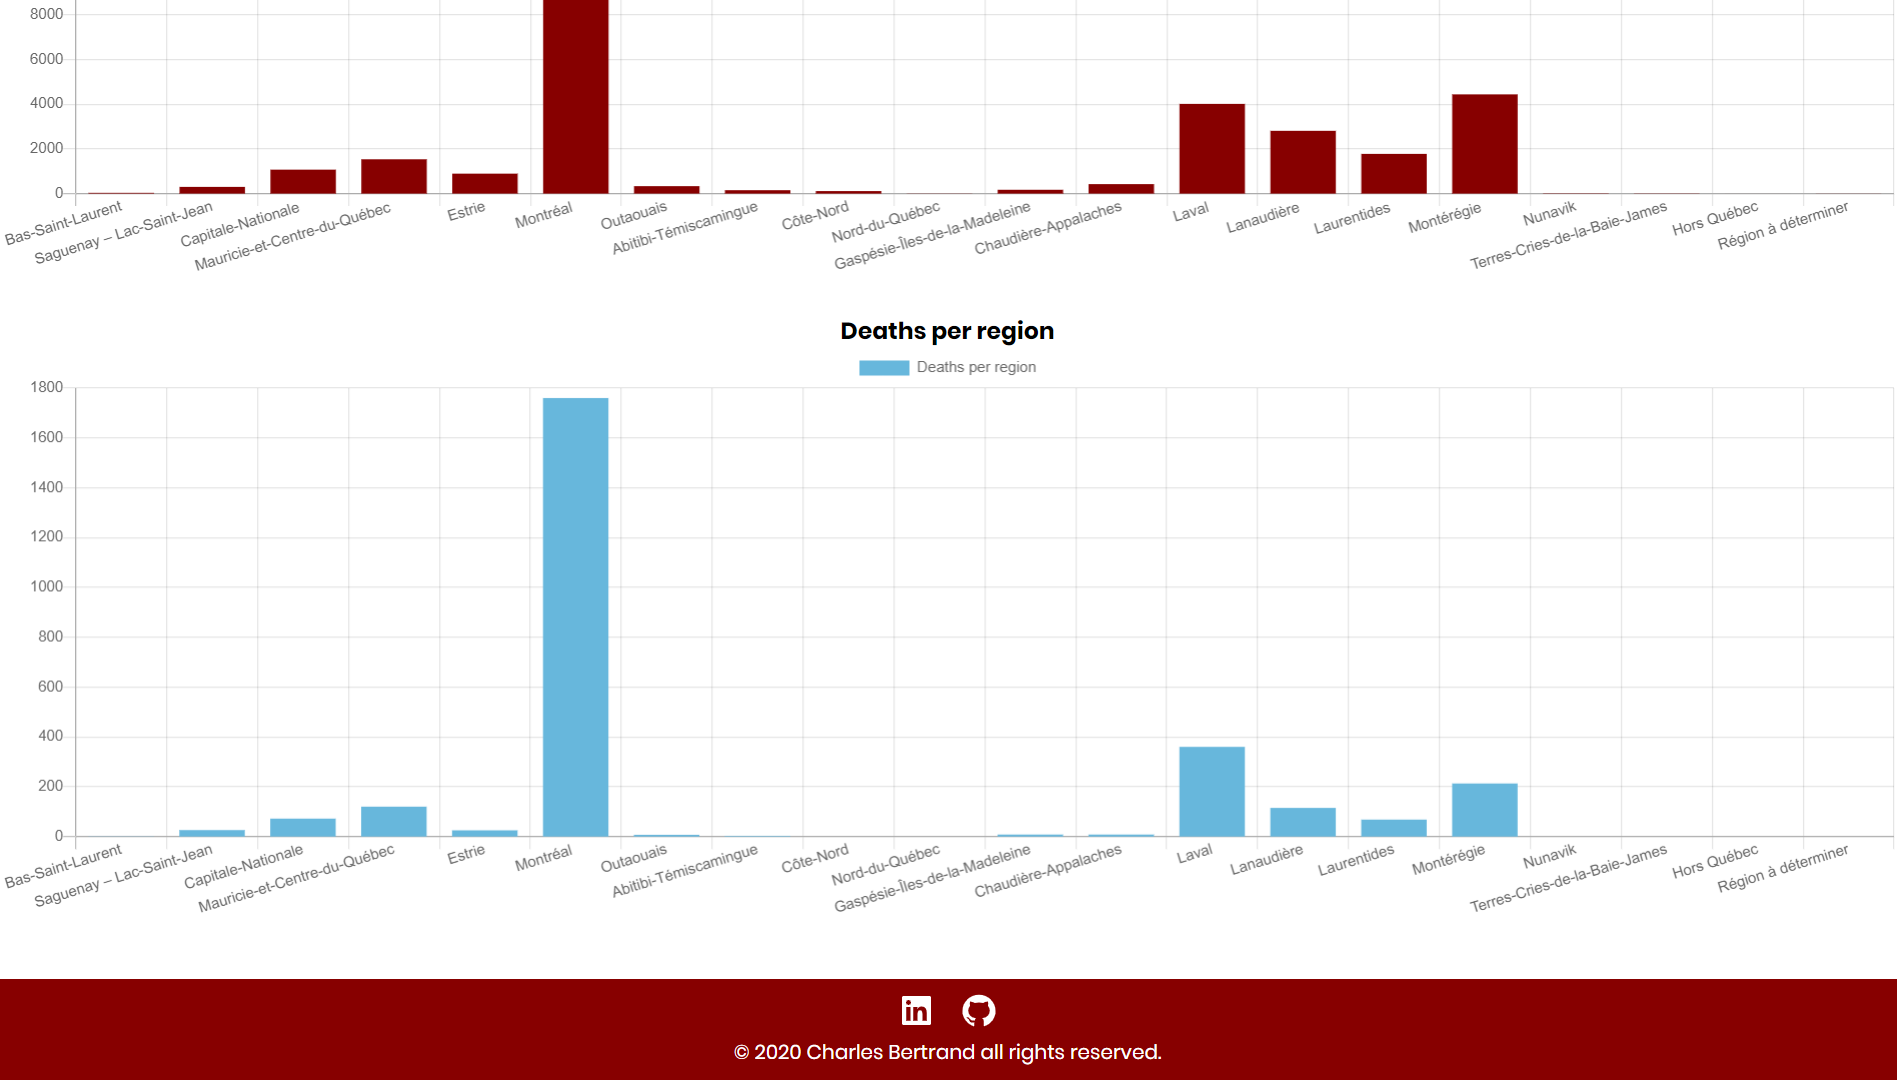 8000
6000
4000
2000
0
Bas-Saint-Laurent
Saguenay – Lac-Saint-Jean
Capitale-Nationale
Mauricie-et-Centre-du-Québec
Estrie
Montréal
Outaouais
Abitibi-Témiscamingue
Côte-Nord
Nord-du-Québec
Gaspésie-Îles-de-la-Madeleine
Chaudière-Appalaches
Laval
Lanaudière
Laurentides
Montérégie
Nunavik
Terres-Cries-de-la-Baie-James
Hors Québec
Région à déterminer
Deaths per region
Deaths per region
1800
1600
1400
1200
1000
800
600
400
200
0
Bas-Saint-Laurent
Saguenay – Lac-Saint-Jean
Capitale-Nationale
Mauricie-et-Centre-du-Québec
Estrie
Montréal
Outaouais
Abitibi-Témiscamingue
Côte-Nord
Nord-du-Québec
Gaspésie-Îles-de-la-Madeleine
Chaudière-Appalaches
Laval
Lanaudière
Laurentides
Montérégie
Nunavik
Terres-Cries-de-la-Baie-James
Hors Québec
Région à déterminer
in
© 2020 Charles Bertrand all rights reserved.